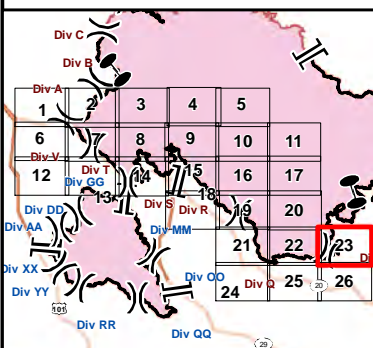 Div C
Div B
Div A
1 2 3 4 5
6 7 8 9 10 11
Div V
12 Div T 14 15 16 17
Div GG
13 18
Div DD Div S Div R 19 20
Div AA Div MM
21 22 23
Di
Div XX Div OO
Div YY 24 Div Q 25 20 26
101
Div RR
Div QQ
29